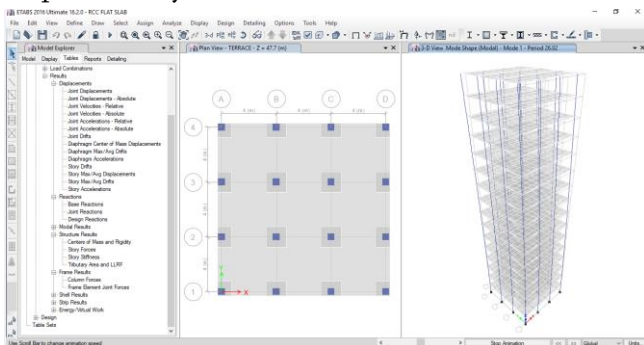 ETABS 2016 Ultimate 16.2.0 - RCC FLAT SLAB
File Edit View Define Draw Select Assign Analyze Display Design Detailing Options Tools Help
Model Explorer
Model Display Tables Reports Detailing
Load Combinations
Results
Displacements
Joint Displacements
Joint Displacements - Absolute
Joint Velocities - Relative
Joint Velocities - Absolute
Joint Accelerations - Relative
Joint Accelerations - Absolute
Joint Drifts
Diaphragm Center of Mass Displacements
Diaphragm Max/Avg Drifts
Diaphragm Accelerations
Story Drifts
Story Max/Avg Displacements
Story Max/Avg Drifts
Story Accelerations
Reactions
Base Reactions
Joint Reactions
Design Reactions
Modal Results
Structure Results
Centers of Mass and Rigidity
Story Forces
Story Stiffness
Tributary Area and LLRF
Frame Results
Column Forces
Frame Element Joint Forces
Shell Results
Strip Results
Energy/Virtual Work
Design
Table Sets
Plan View - TERRACE - Z = 47.7 (m)
A B C D
4
3
2
1
X
3-D View Mode Shape (Modal) - Mode 1 - Period 26.02
Use Scroll Bar to change animation speed
Stop Animation
Global
Units